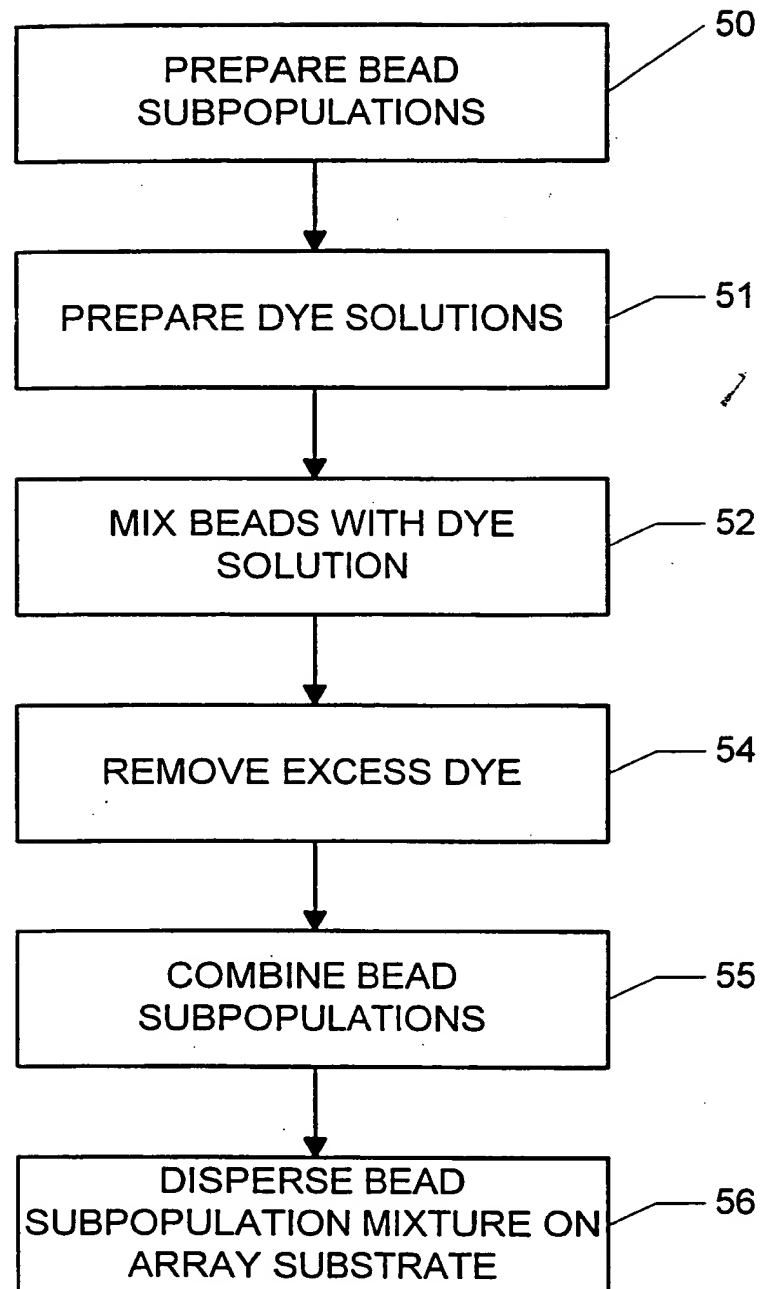 50
PREPARE BEAD
SUBPOPULATIONS
51
PREPARE DYE SOLUTIONS
52
MIX BEADS WITH DYE
SOLUTION
54
REMOVE EXCESS DYE
55
COMBINE BEAD
SUBPOPULATIONS
56
DISPERSE BEAD
SUBPOPULATION MIXTURE ON
ARRAY SUBSTRATE